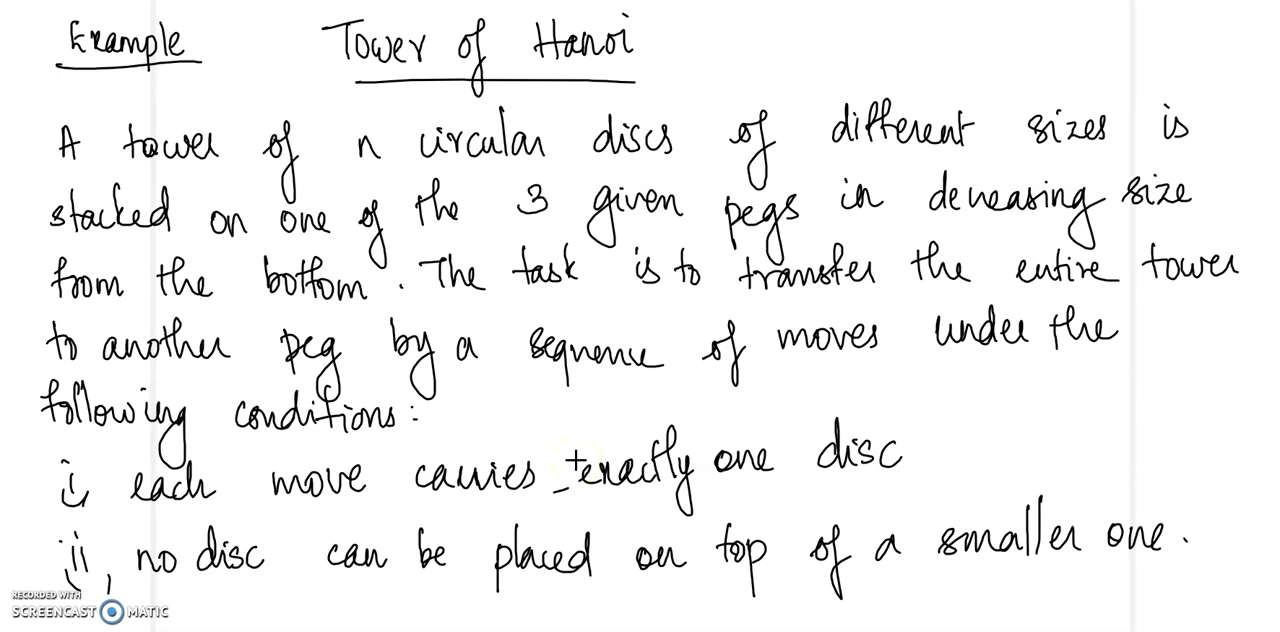 Example Tower of Hanoi
A tower of n circular discs of different sizes is
stacked on one of the 3 given pegs in decreasing size
from the bottom. The task is to transfer the entire tower
to another peg by a sequence of moves under the
following conditions:
i, each move carries exactly one disc
ii, no disc can be placed on top of a smaller one.
RECORDED WITH
SCREENCAST MATIC